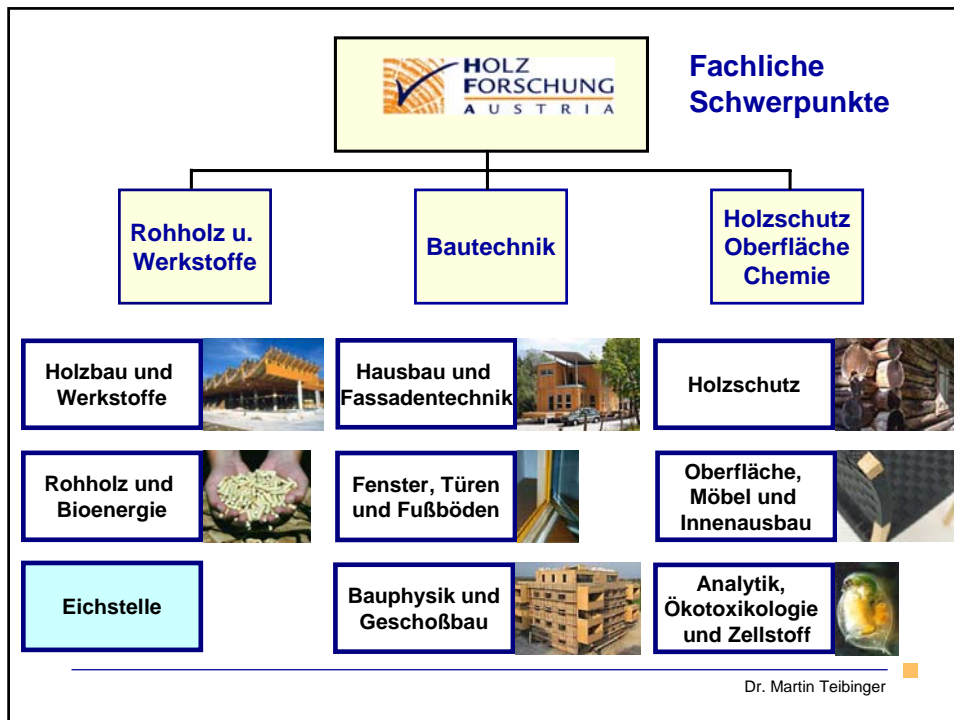 HOLZ
FORSCHUNG
AUSTRIA
Fachliche
Schwerpunkte
Rohholz u.
Werkstoffe
Bautechnik
Holzschutz
Oberfläche
Chemie
Holzbau und
Werkstoffe
Hausbau und
Fassadentechnik
Holzschutz
Rohholz und
Bioenergie
Fenster, Türen
und Fußböden
Oberfläche,
Möbel und
Innenausbau
Eichstelle
Bauphysik und
Geschoßbau
Analytik,
Ökotoxikologie
und Zellstoff
Dr. Martin Teibinger